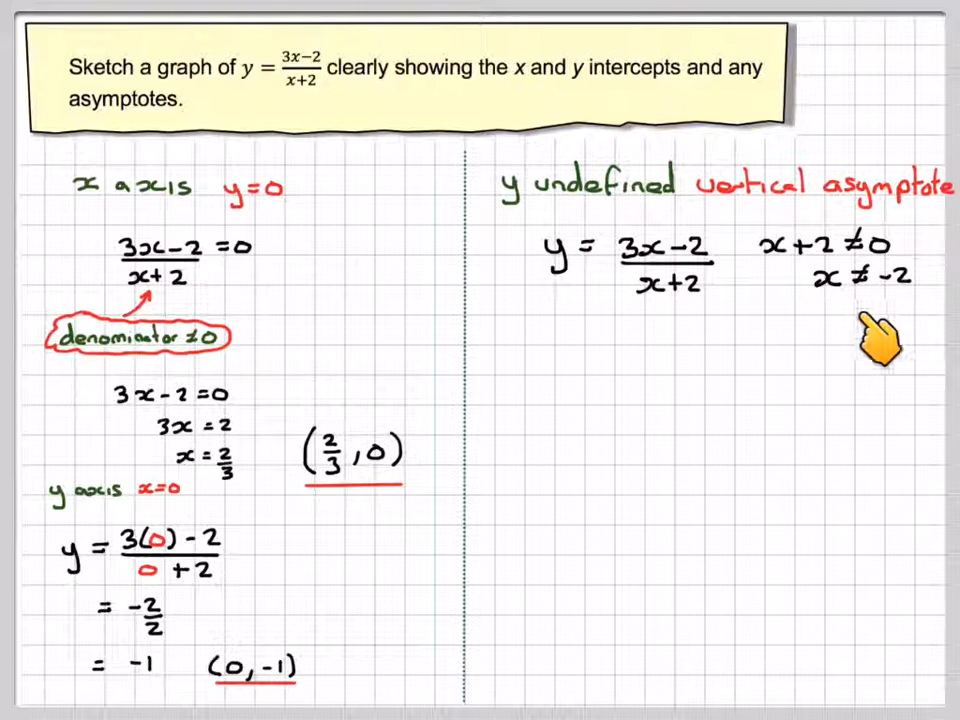 Sketch a graph of y = 3x−2/x+2 clearly showing the x and y intercepts and any
asymptotes.
x axis y=0
3x-2/x+2 = 0
denominator ≠ 0
3x-2 = 0
3x = 2
x = 2/3
(2/3, 0)
y axis x=0
y = 3(0) - 2/0 + 2
= -2/2
= -1 (0, -1)
y undefined vertical asymptote
y = 3x-2/x+2 x+2 ≠ 0
x ≠ -2